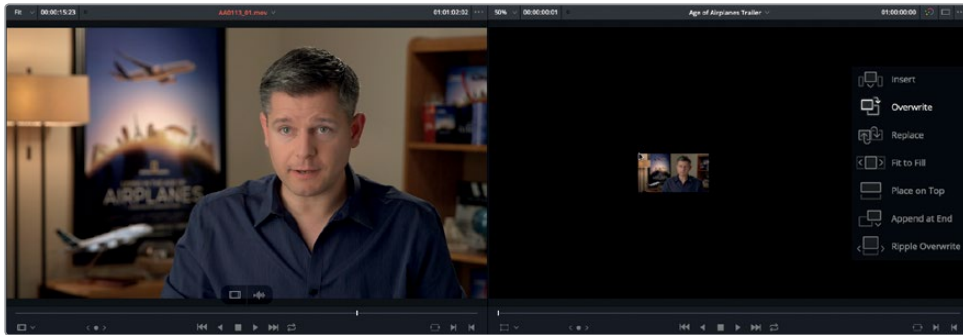 Fit 00:00:15:23 AA0113_01.mov 01:01:02:02
50% 00:00:00:01 Age of Airplanes Trailer 01:00:00:00
Insert
Overwrite
Replace
Fit to Fill
Place on Top
Append at End
Ripple Overwrite
AIRPLANES